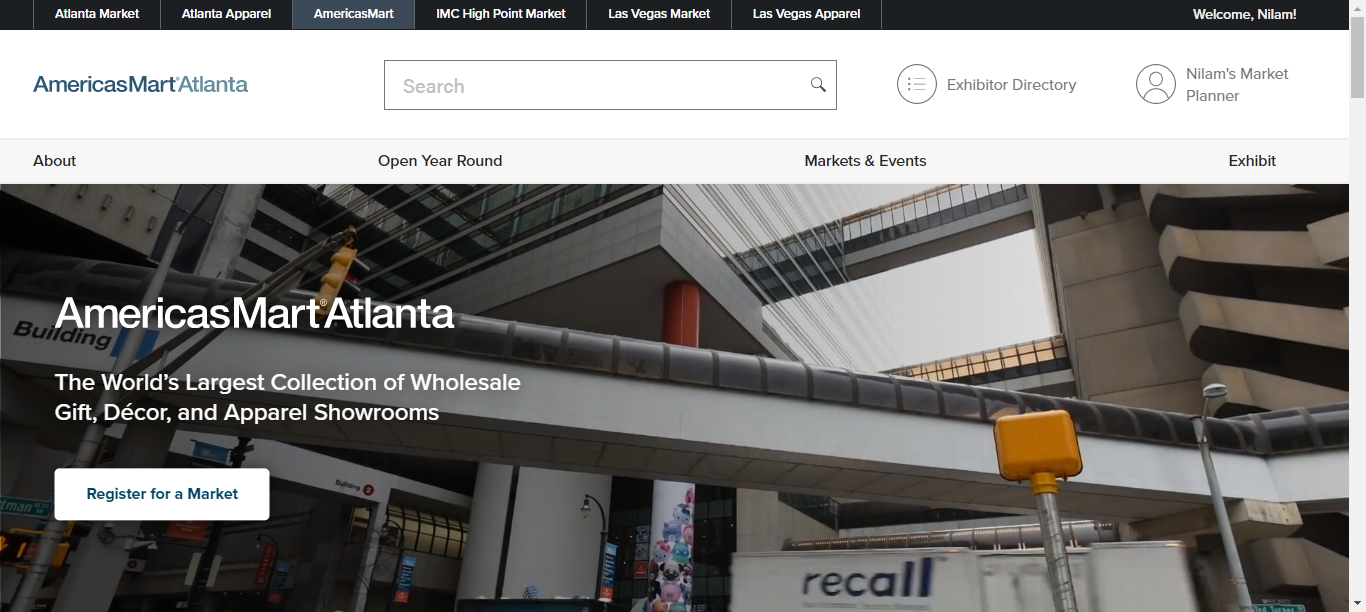 Atlanta Market
Atlanta Apparel
AmericasMart
IMC High Point Market
Las Vegas Market
Las Vegas Apparel
Welcome, Nilam!
AmericasMart®Atlanta
Search
Exhibitor Directory
Nilam's Market
Planner
About
Open Year Round
Markets & Events
Exhibit
AmericasMart®Atlanta
Building
The World’s Largest Collection of Wholesale
Gift, Décor, and Apparel Showrooms
Register for a Market
Building 2
recall